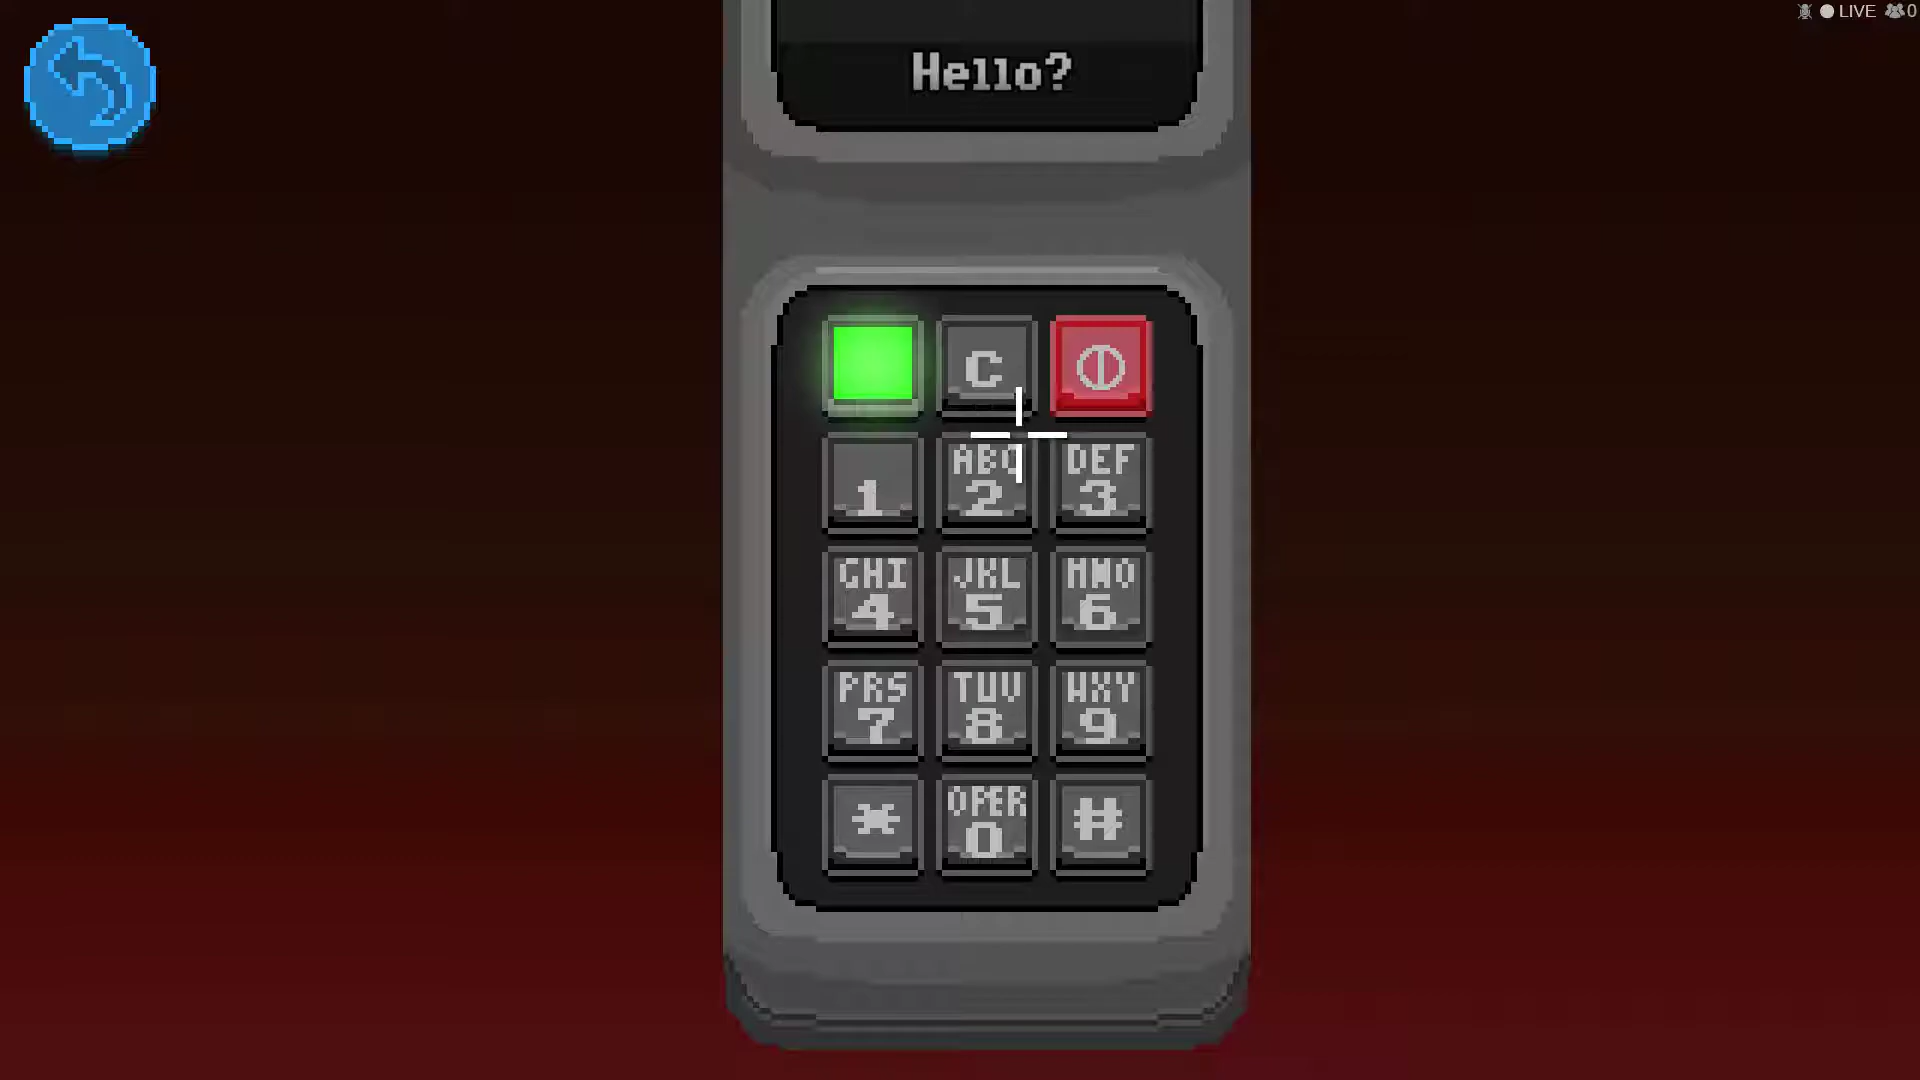 LIVE 0
Hello?
C
1
ABC
2
DEF
3
GHI
4
JKL
5
MNO
6
PRS
7
TUV
8
WXY
9
*
OPER
0
#